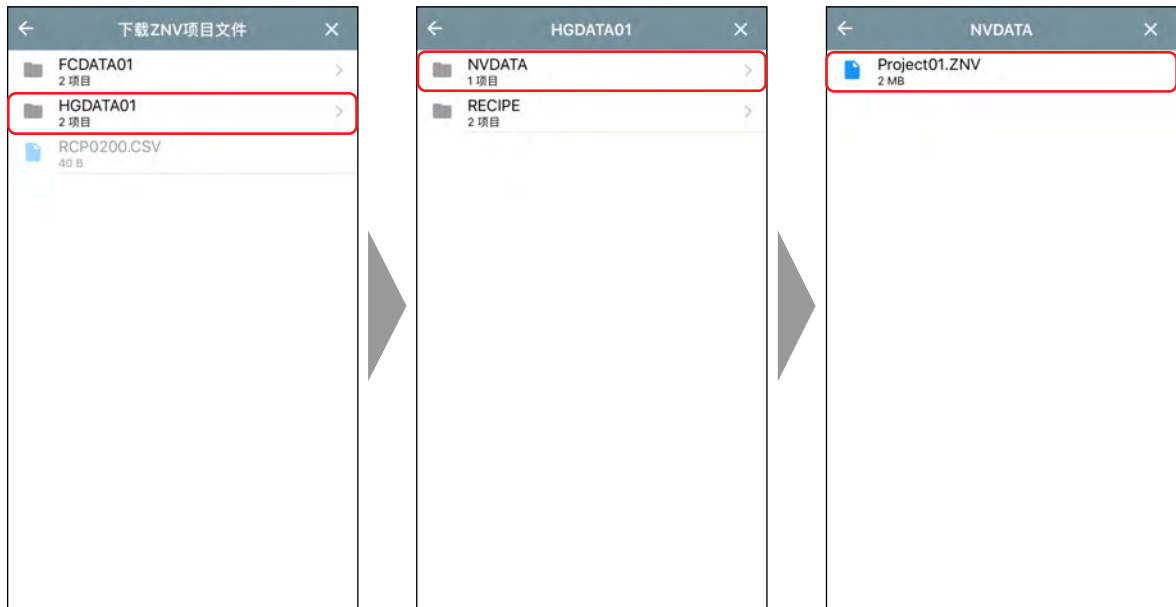 下载ZNV项目文件
FCDATA01
2 项目
HGDATA01
2 项目
RCP0200.CSV
40 B
HGDATA01
NVDATA
1 项目
RECIPE
2 项目
NVDATA
Project01.ZNV
2 MB